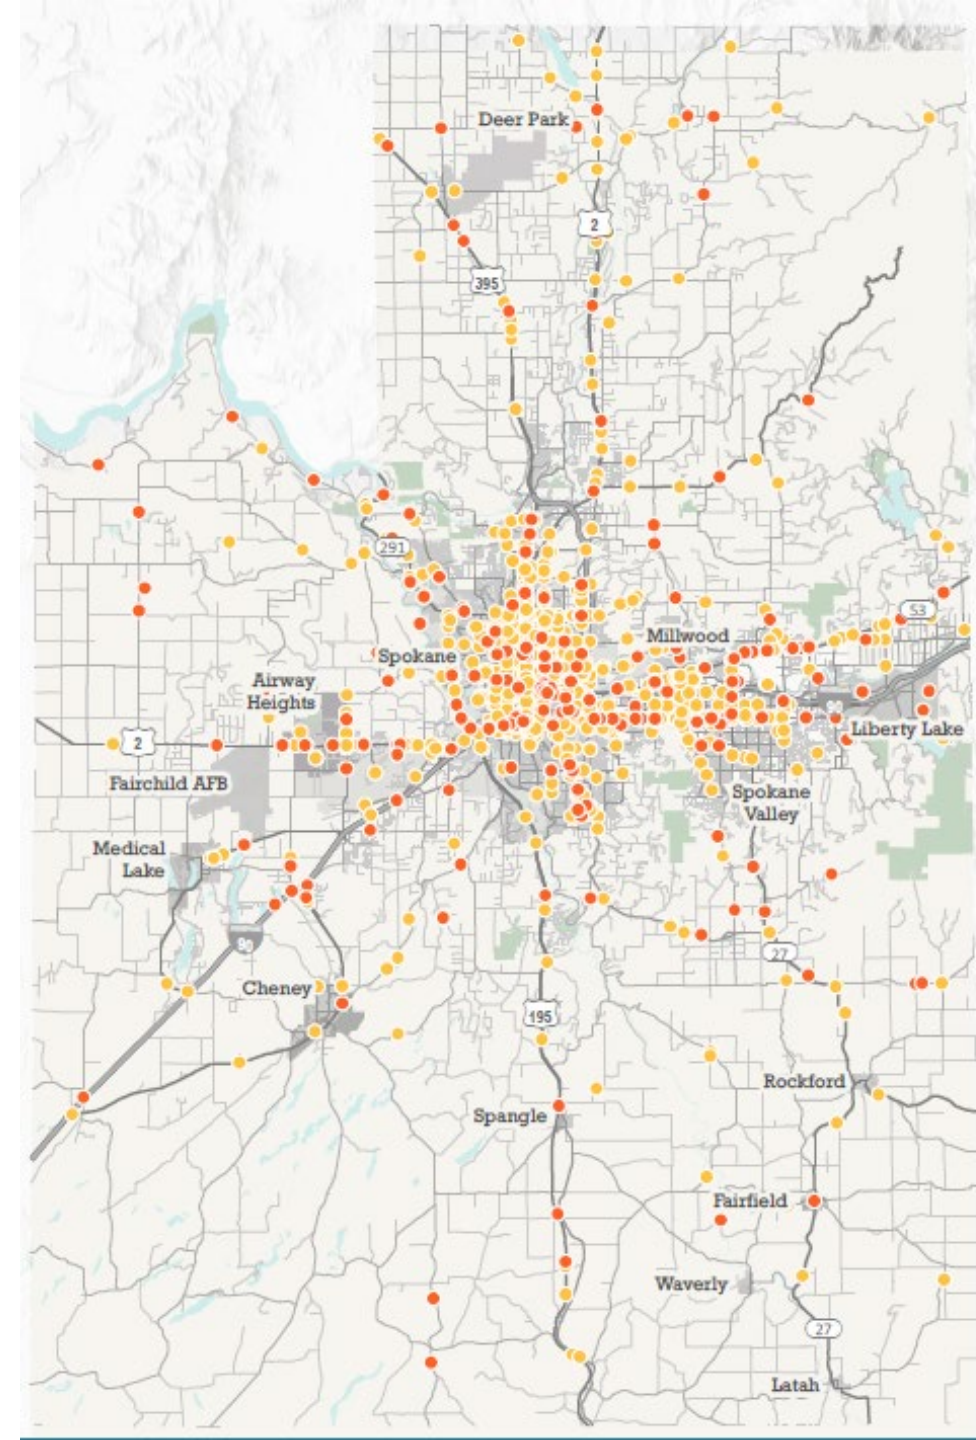 Deer Park
2
395
291
53
Millwood
Spokane
Airway
Heights
2
90
Liberty Lake
Fairchild AFB
Spokane
Valley
Medical
Lake
90
27
Cheney
195
Rockford
Spangle
Fairfield
Waverly
27
Latah